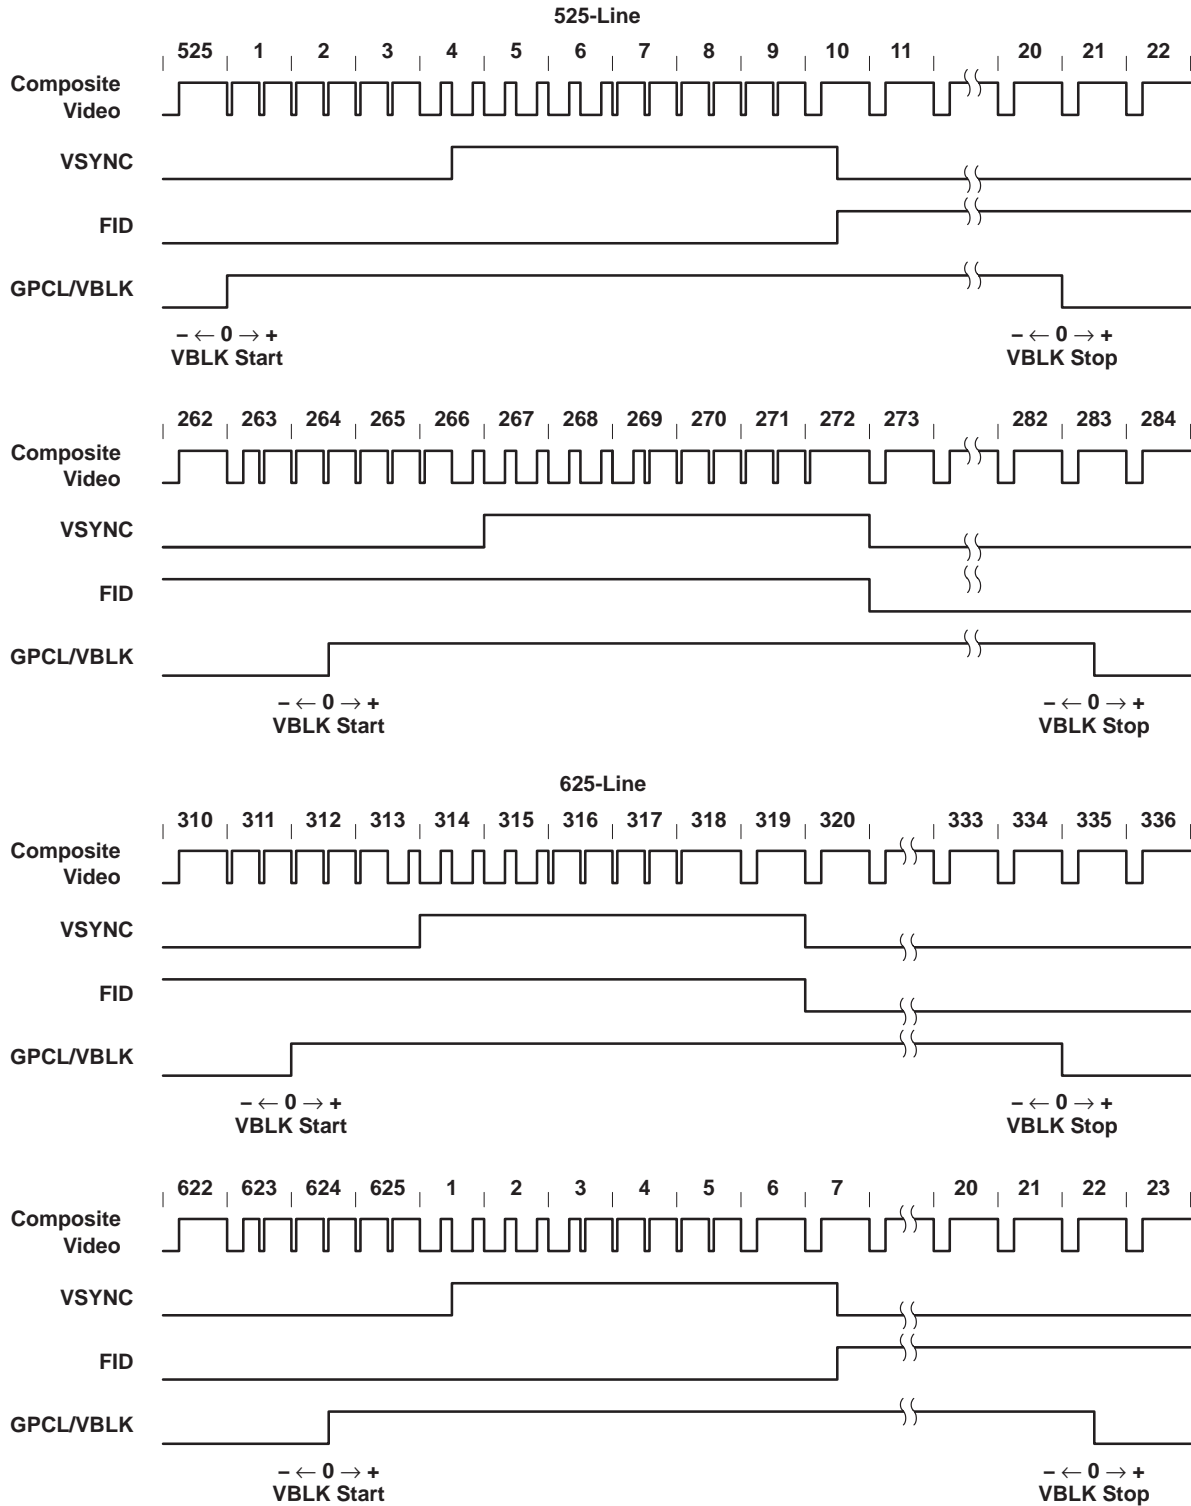 525-Line
525 1 2 3 4 5 6 7 8 9 10 11 20 21 22
Composite
Video
VSYNC
FID
GPCL/VBLK
– ← 0 → + – ← 0 → +
VBLK Start VBLK Stop
262 263 264 265 266 267 268 269 270 271 272 273 282 283 284
Composite
Video
VSYNC
FID
GPCL/VBLK
– ← 0 → + – ← 0 → +
VBLK Start VBLK Stop
625-Line
310 311 312 313 314 315 316 317 318 319 320 333 334 335 336
Composite
Video
VSYNC
FID
GPCL/VBLK
– ← 0 → + – ← 0 → +
VBLK Start VBLK Stop
622 623 624 625 1 2 3 4 5 6 7 20 21 22 23
Composite
Video
VSYNC
FID
GPCL/VBLK
– ← 0 → + – ← 0 → +
VBLK Start VBLK Stop